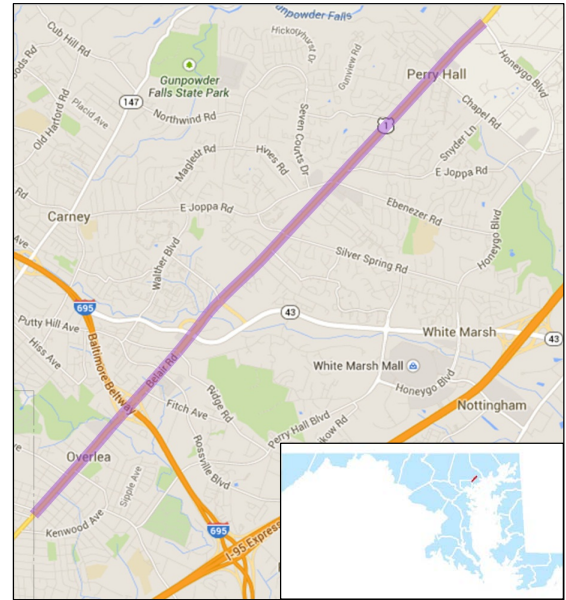 Gunpowder Falls
Hickoryhurst Dr
Cub Hill Rd
Gunview Rd
Perry Hall
Honeygo Blvd
Gunpowder
Falls State Park
147
Placid Ave
Old Harford Rd
Northwind Rd
Seven Courts Dr
1
Chapel Rd
Snyder Ln
Magledt Rd
Hines Rd
E Joppa Rd
Rd
E Joppa Rd
Ebenezer Rd
Carney
Honeygo Blvd
Ave
Walther Blvd
Silver Spring Rd
695
43
Putty Hill Ave
White Marsh
43
Hiss Ave
Baltimore Beltway
Belair Rd
White Marsh Mall
Honeygo Blvd
Ridge Rd
Fitch Ave
Nottingham
Perry Hall Blvd
Rossville Blvd
Overlea
Sipple Ave
Kenwood Ave
695
I-95 Express